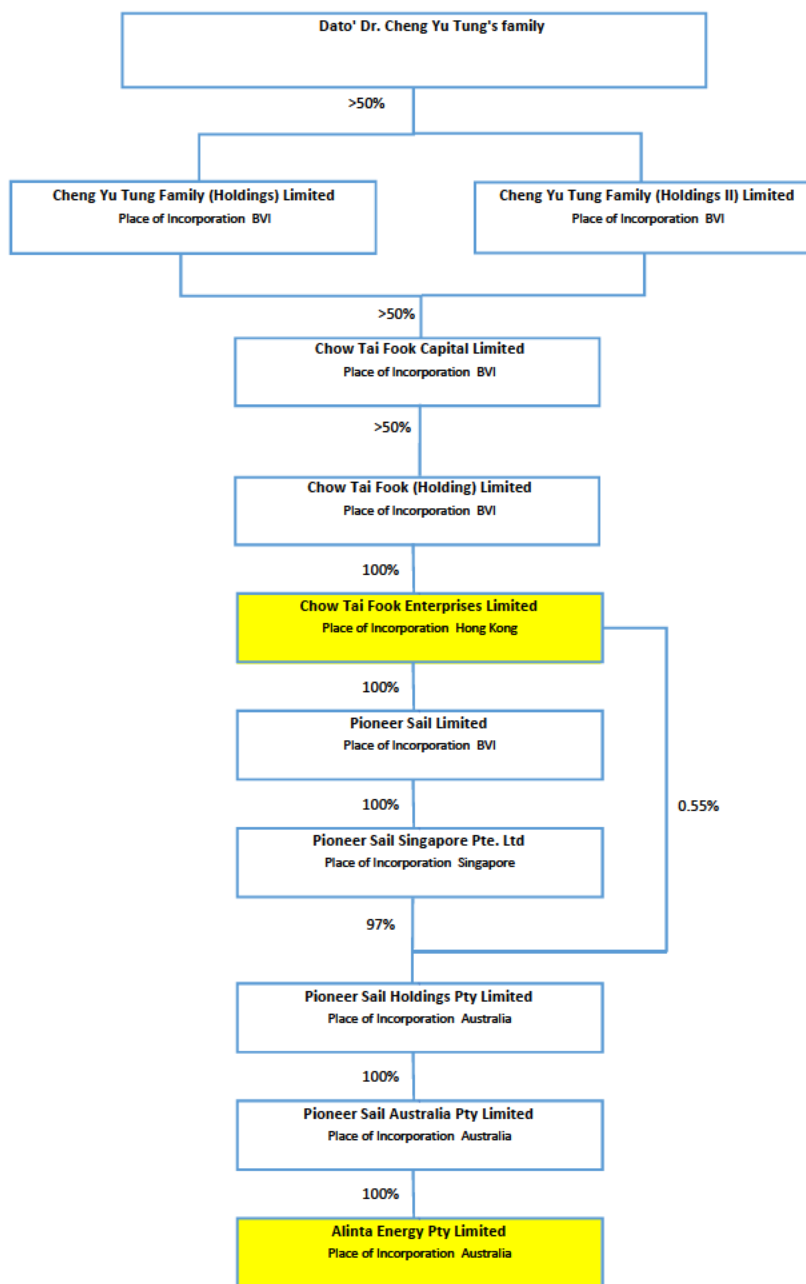 Dato' Dr. Cheng Yu Tung's family
>50%
Cheng Yu Tung Family (Holdings) Limited
Place of Incorporation BVI
Cheng Yu Tung Family (Holdings II) Limited
Place of Incorporation BVI
>50%
Chow Tai Fook Capital Limited
Place of Incorporation BVI
>50%
Chow Tai Fook (Holding) Limited
Place of Incorporation BVI
100%
Chow Tai Fook Enterprises Limited
Place of Incorporation Hong Kong
100%
Pioneer Sail Limited
Place of Incorporation BVI
100%
0.55%
Pioneer Sail Singapore Pte. Ltd
Place of Incorporation Singapore
97%
Pioneer Sail Holdings Pty Limited
Place of Incorporation Australia
100%
Pioneer Sail Australia Pty Limited
Place of Incorporation Australia
100%
Alinta Energy Pty Limited
Place of Incorporation Australia